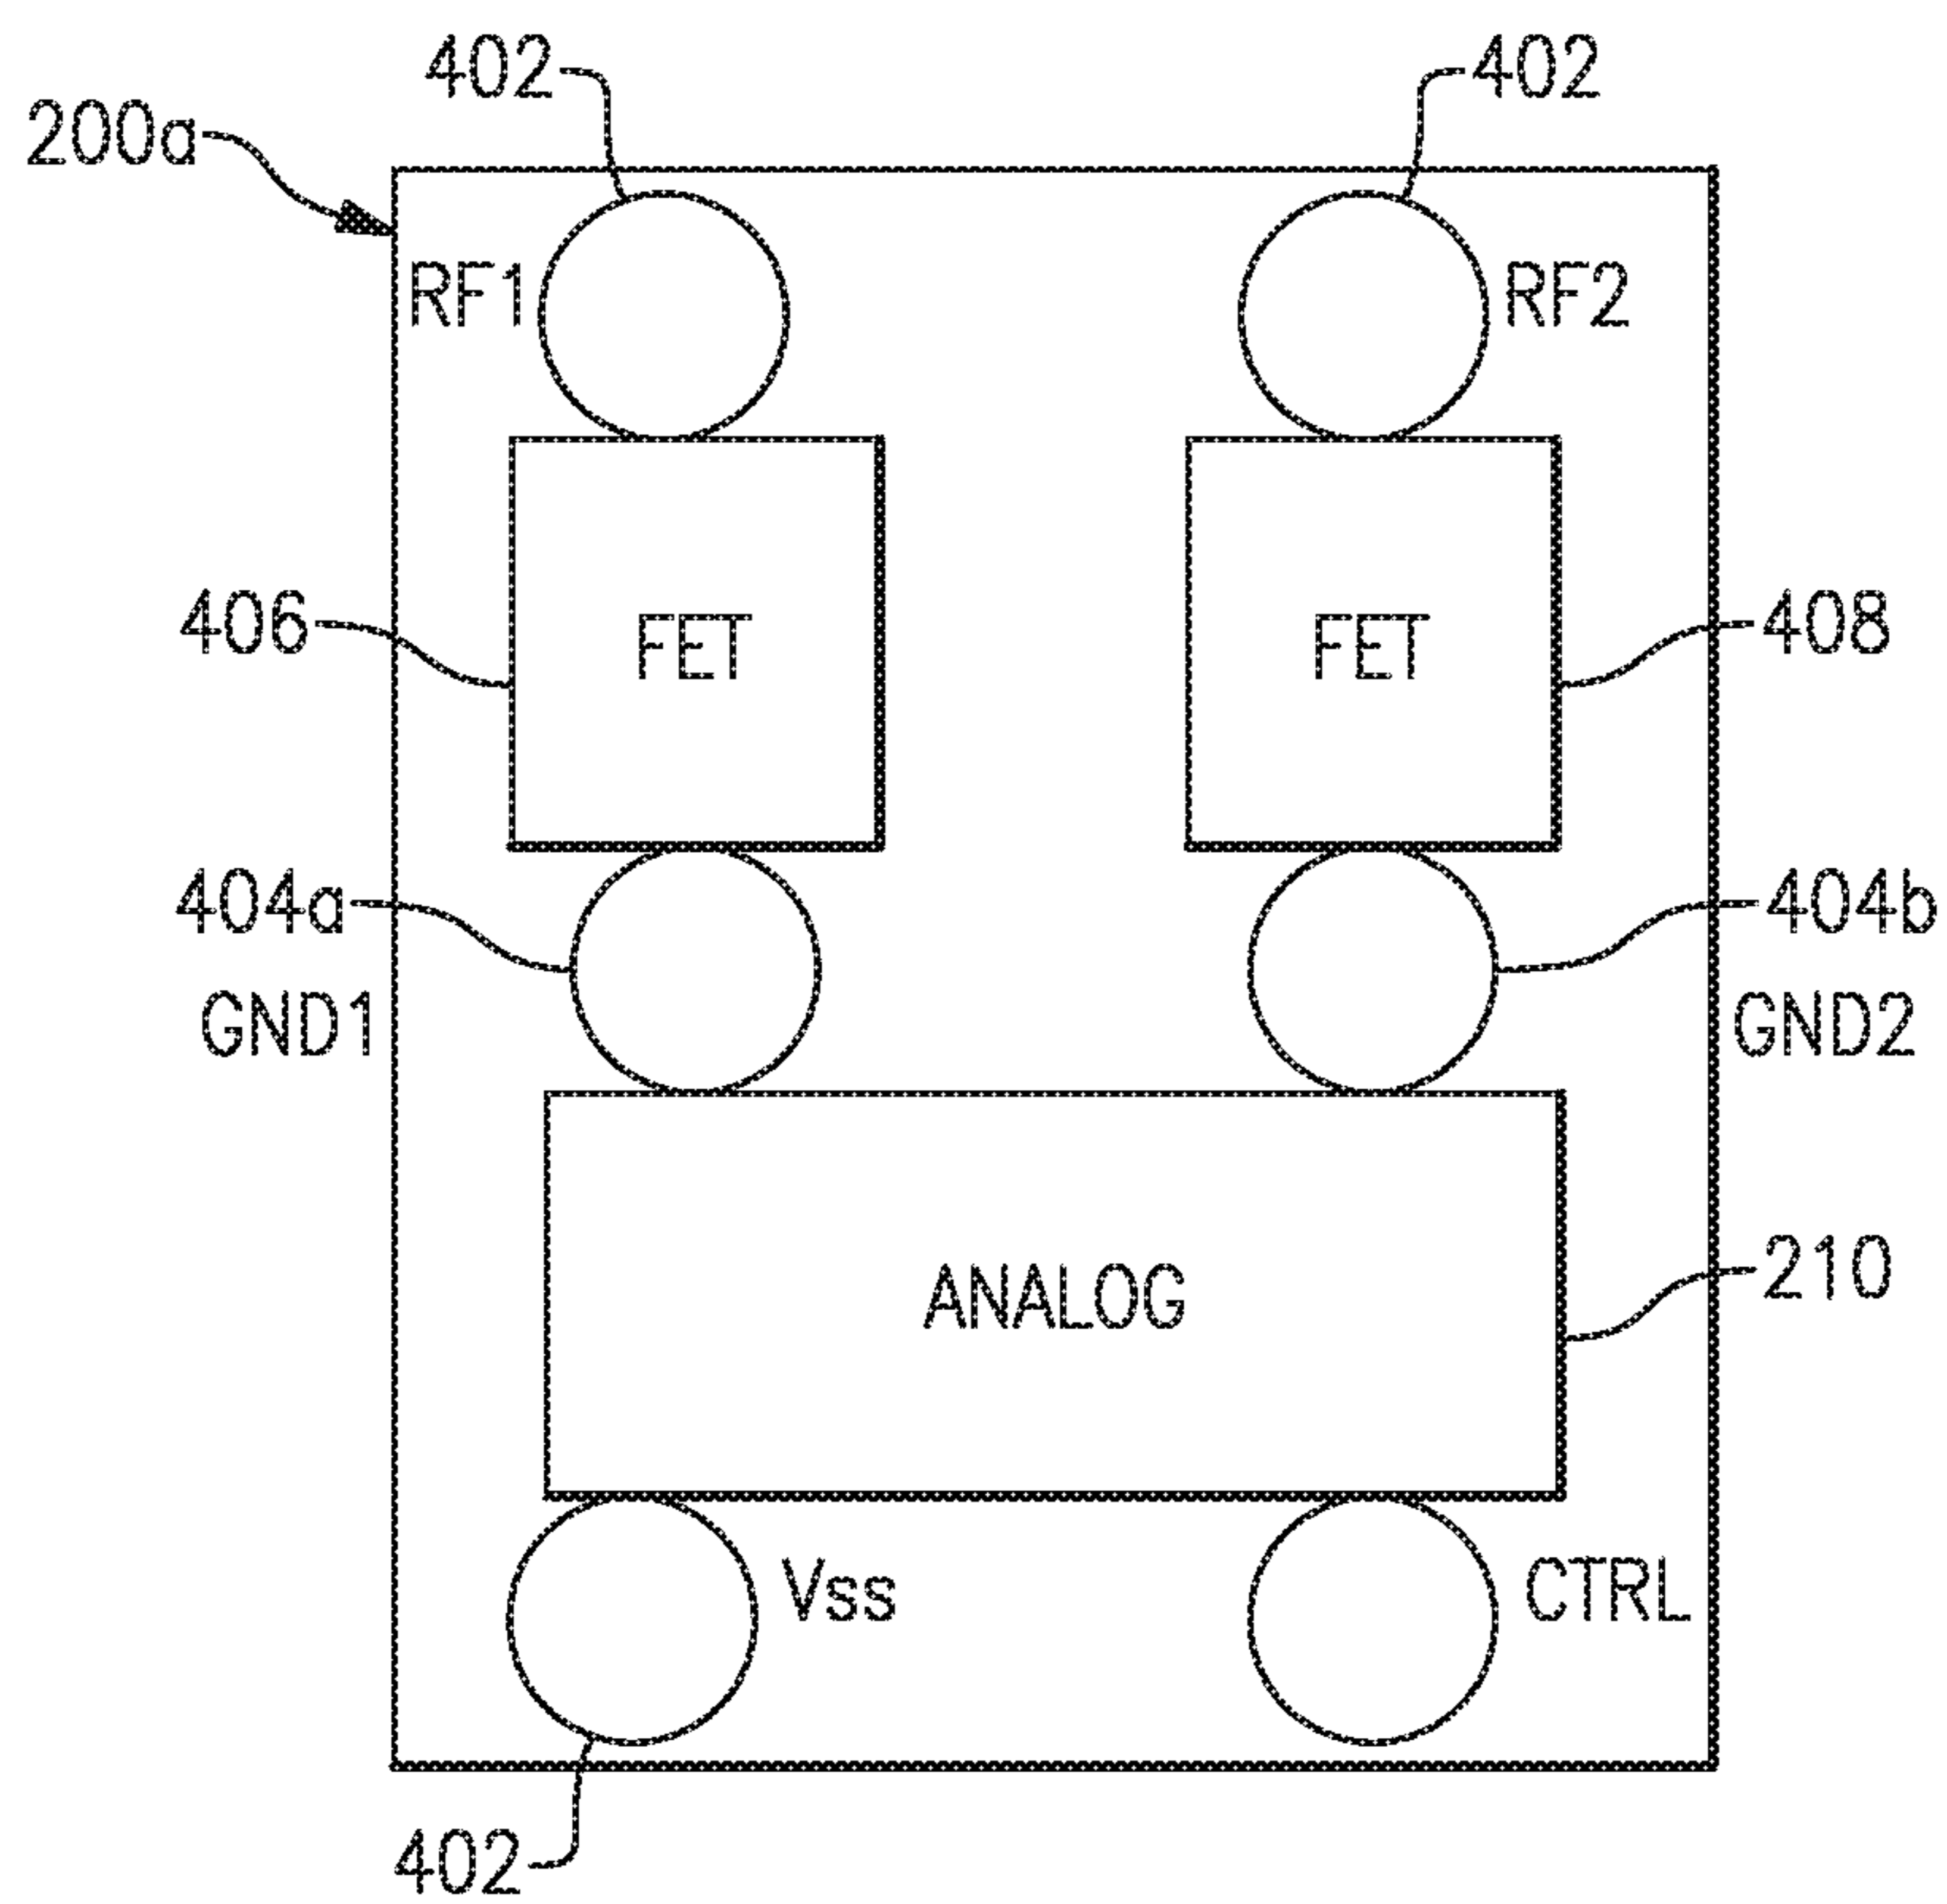 402 402
200a
RF1 RF2
406 FET FET 408
404a 404b
GND1 GND2
210
ANALOG
Vss CTRL
402